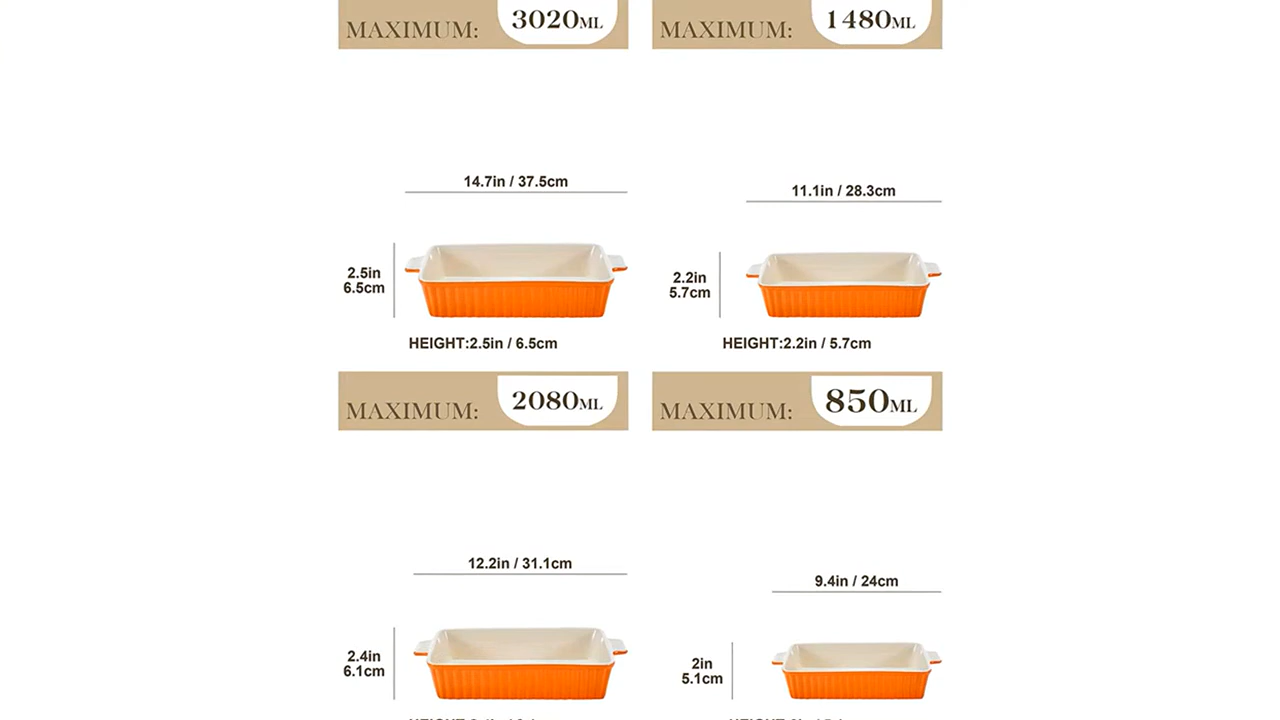 MAXIMUM: 3020ML
14.7in / 37.5cm
2.5in
6.5cm
HEIGHT:2.5in / 6.5cm
MAXIMUM: 1480ML
11.1in / 28.3cm
2.2in
5.7cm
HEIGHT:2.2in / 5.7cm
MAXIMUM: 2080ML
12.2in / 31.1cm
2.4in
6.1cm
MAXIMUM: 850ML
9.4in / 24cm
2in
5.1cm